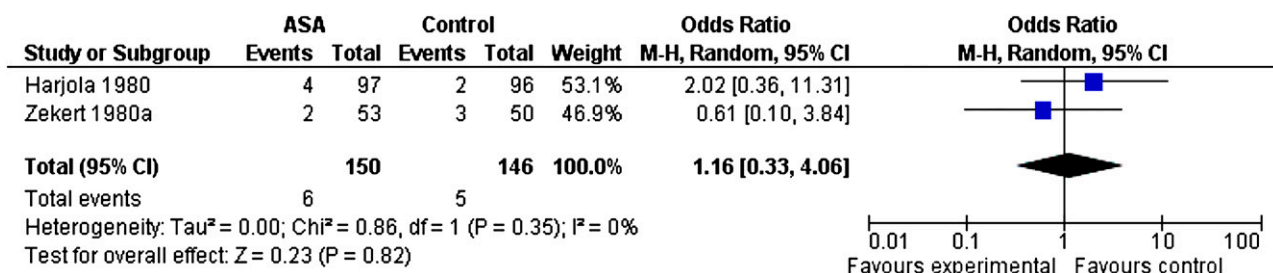 ASA Control Odds Ratio Odds Ratio
Study or Subgroup Events Total Events Total Weight M-H, Random, 95% CI M-H, Random, 95% CI
Harjola 1980 4 97 2 96 53.1% 2.02 [0.36, 11.31]
Zekert 1980a 2 53 3 50 46.9% 0.61 [0.10, 3.84]
Total (95% CI) 150 146 100.0% 1.16 [0.33, 4.06]
Total events 6 5
Heterogeneity: Tau² = 0.00; Chi² = 0.86, df = 1 (P = 0.35); I² = 0%
Test for overall effect: Z = 0.23 (P = 0.82)
0.01 0.1 1 10 100
Favours experimental Favours control